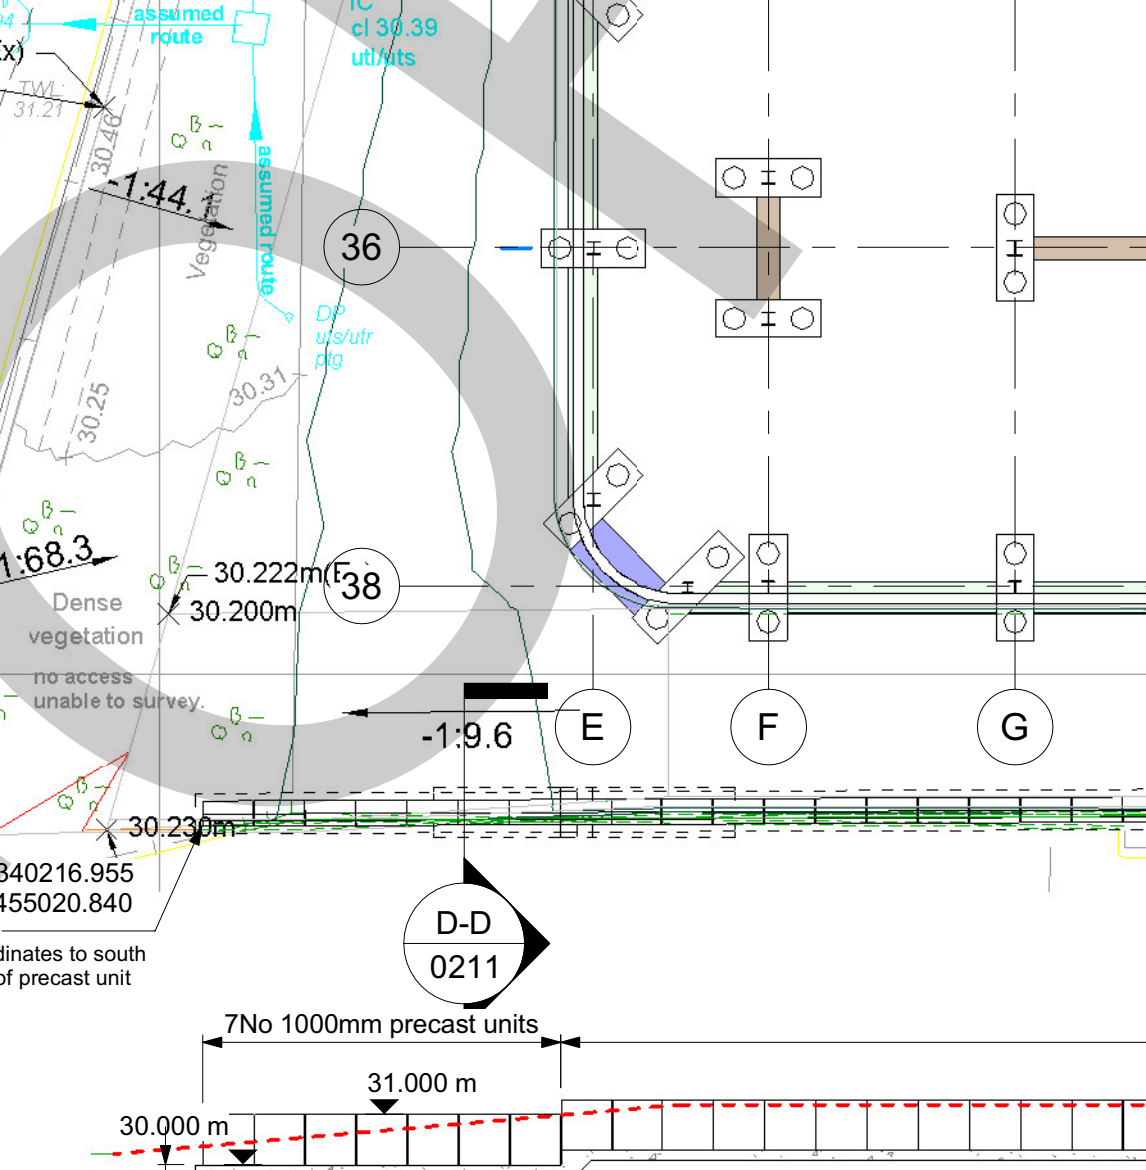 assumed
route
IC
cl 30.39
utl/uts
TWL:
31.21
30.46
-1:44.
Vegetation
assumed route
36
DP
uts/utr
ptg
30.31
30.25
1:68.3
30.222m(E
38
30.200m
Dense
vegetation
no access
unable to survey.
-1:9.6
E
F
G
30.230m
340216.955
455020.840
D-D
0211
dinates to south
of precast unit
7No 1000mm precast units
31.000 m
30.000 m